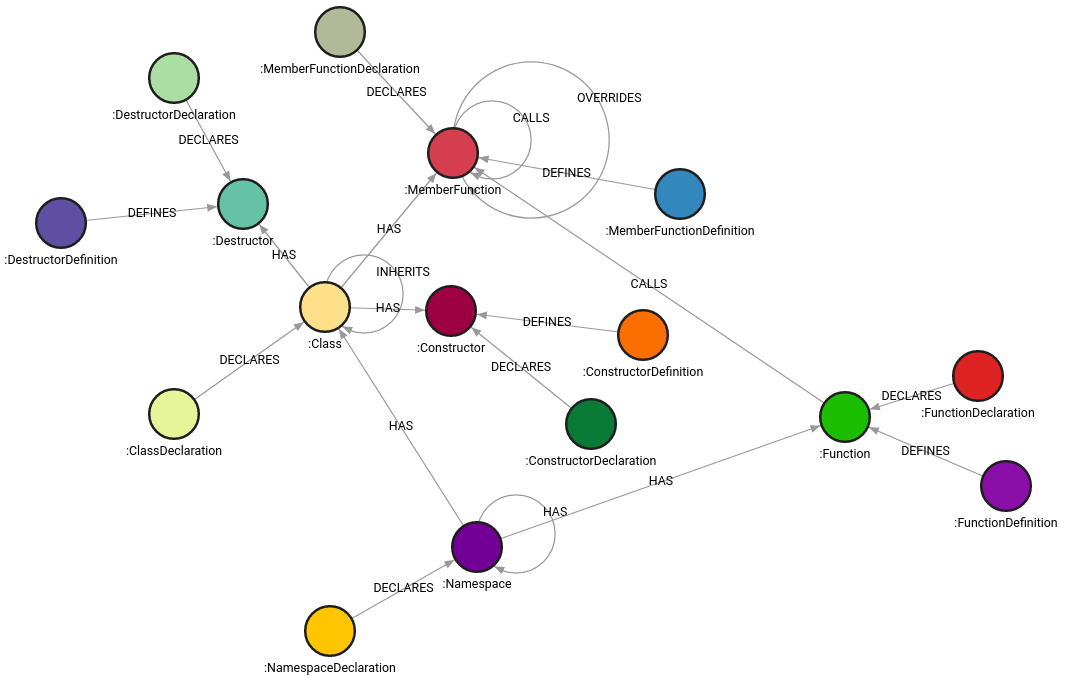 :MemberFunctionDeclaration
DECLARES
OVERRIDES
:DestructorDeclaration
CALLS
DECLARES
DEFINES
:MemberFunction
DEFINES
:MemberFunctionDefinition
HAS
:Destructor
HAS
:DestructorDefinition
INHERITS
CALLS
HAS
DEFINES
:Class
:Constructor
DECLARES
DECLARES
:ConstructorDefinition
DECLARES
:FunctionDeclaration
HAS
:ClassDeclaration
DEFINES
:Function
:ConstructorDeclaration
HAS
HAS
:FunctionDefinition
:Namespace
DECLARES
:NamespaceDeclaration